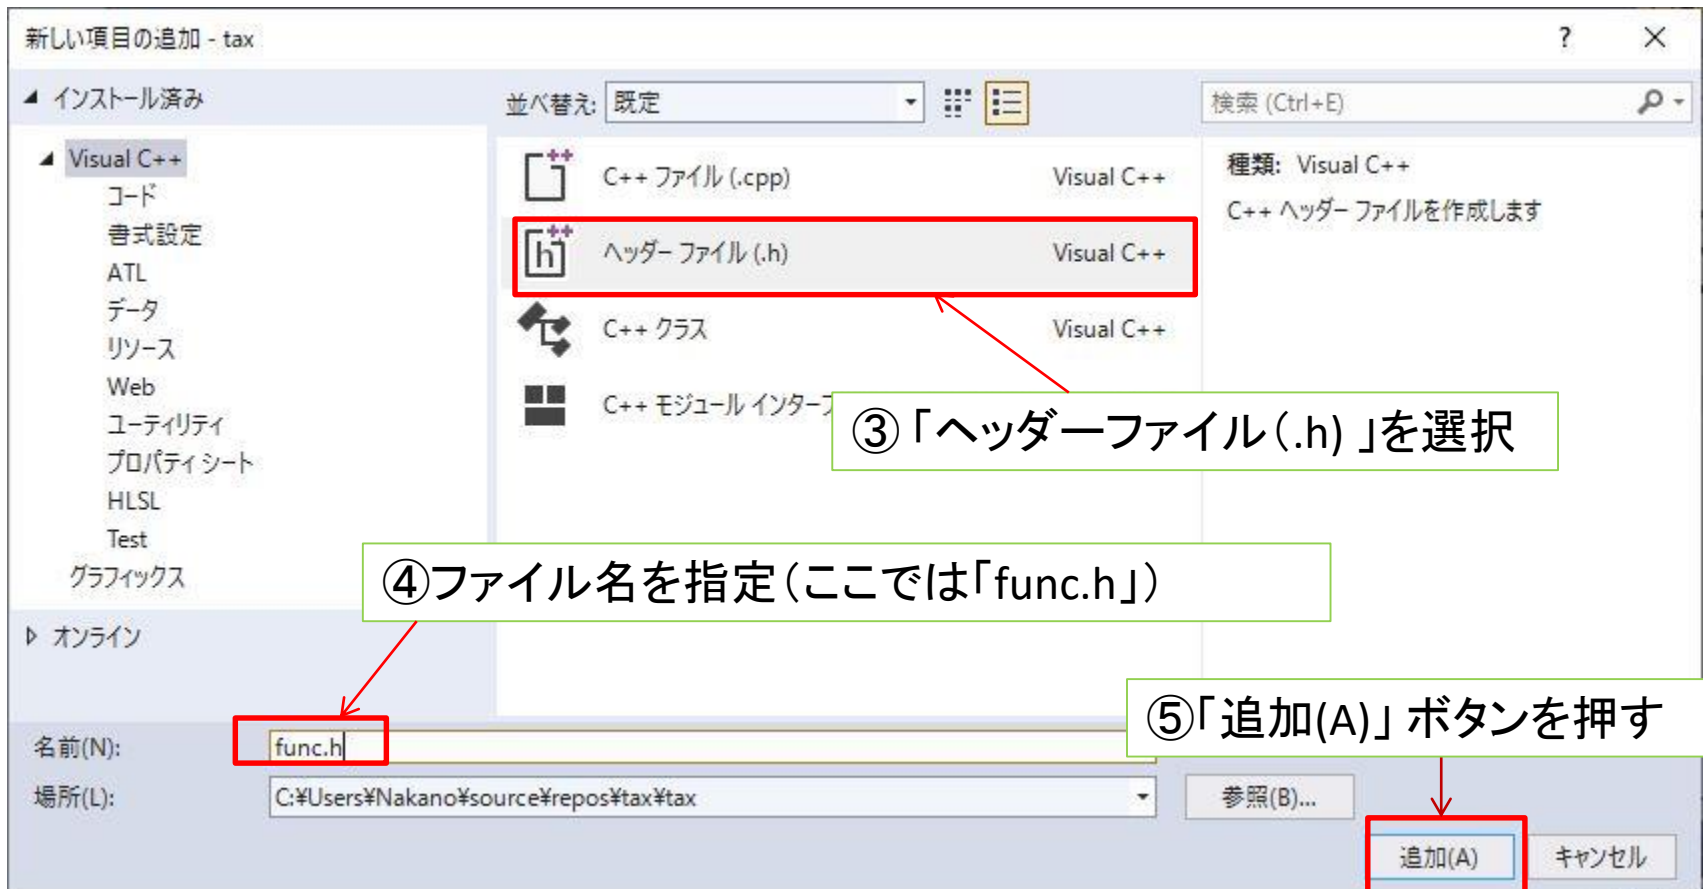 新しい項目の追加 - tax
?
インストール済み
並べ替え: 既定
検索 (Ctrl+E)
Visual C++
コード
書式設定
ATL
データ
リソース
Web
ユーティリティ
プロパティ シート
HLSL
Test
グラフィックス
オンライン
C++ ファイル (.cpp) Visual C++
ヘッダー ファイル (.h) Visual C++
C++ クラス Visual C++
C++ モジュール
種類: Visual C++
C++ ヘッダー ファイルを作成します
③「ヘッダーファイル(.h) 」を選択
④ファイル名を指定(ここでは「func.h」)
⑤「追加(A)」 ボタンを押す
名前(N): func.h
場所(L): C:¥Users¥Nakano¥source¥repos¥tax¥tax
参照(B)...
追加(A) キャンセル